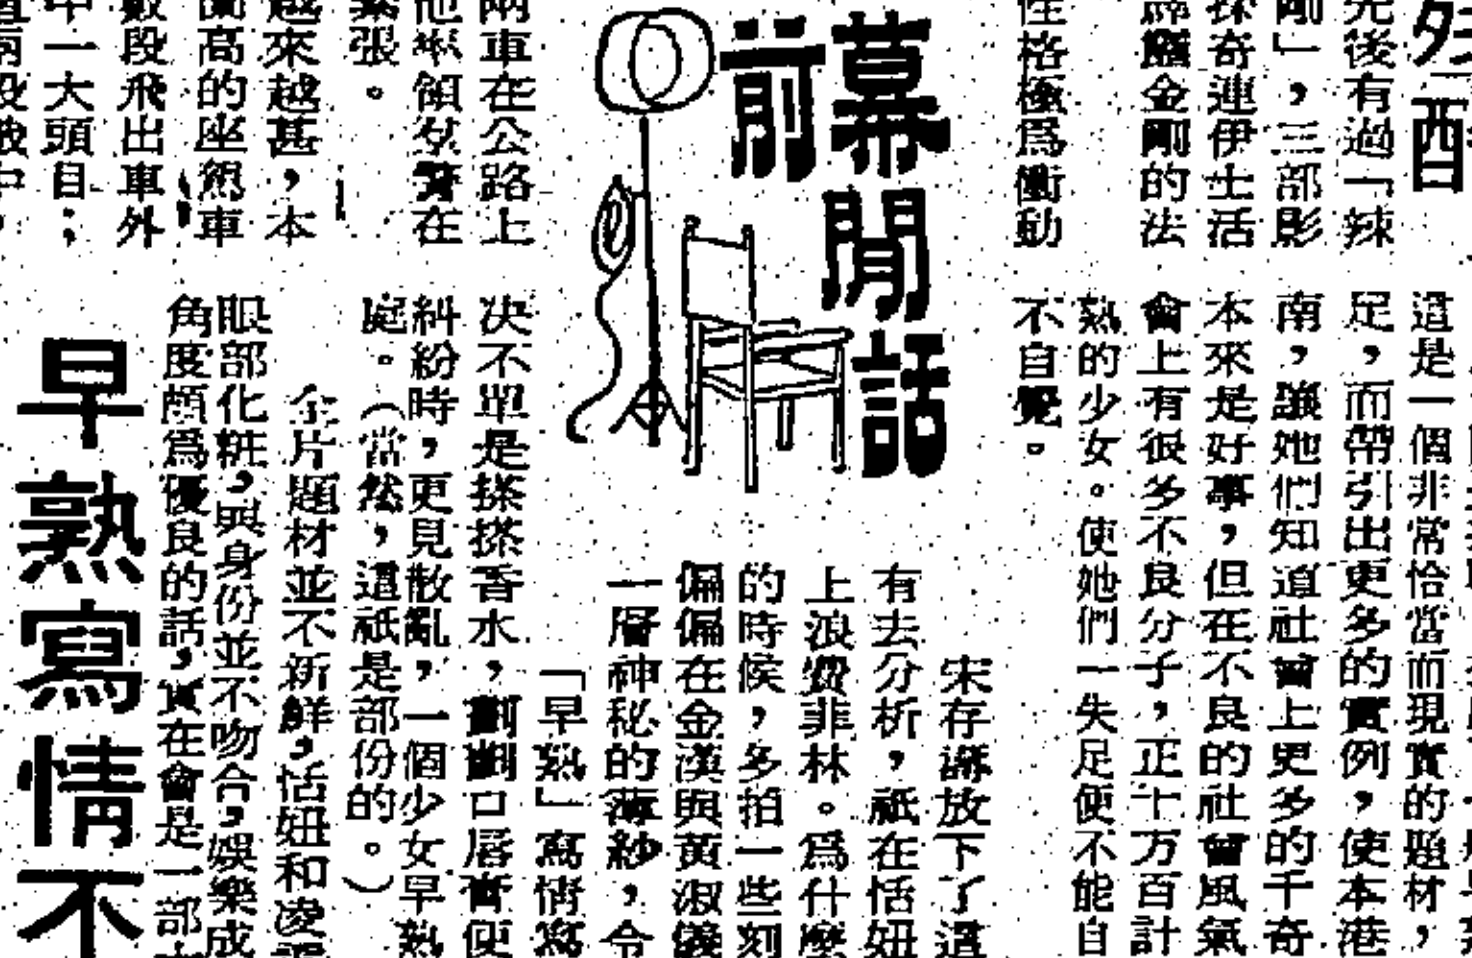 先後有過「辣
剛」，三部影
探奇連伊士活
金剛的法
性格極爲衝動
幕前閒話
兩車在公路上
他率領女警在
緊張。
越來越甚，本
高的座駕車
數段飛出車外
中一大頭目；
這是一個非常恰當而現實的題材，
足，而帶引出更多的實例，使本港
南，讓她們知道社會上更多的千奇
本來是好事，但在不良的社會風氣
會上有很多不良分子，正十万百計
熟的少女。使她們一失足便不能自
不自覺。
宋存壽放下了這
有去分析，祇在恬妞
上浪費菲林。爲什麼
的時候，多拍一些刻
偏偏在金漢與黃淑儀
一層神秘的薄紗，令
「早熟」寫情寫
决不單是搽搽香水，劃劃口唇膏便
糾紛時，更見散亂，一個少女早熟
庭。（當然，這祇是部份的。）
全片題材並不新鮮，恬妞和凌
眼部化粧，與身份並不吻合，娛樂成
角度頗爲優良的話，實在會是一部
早熟寫情不